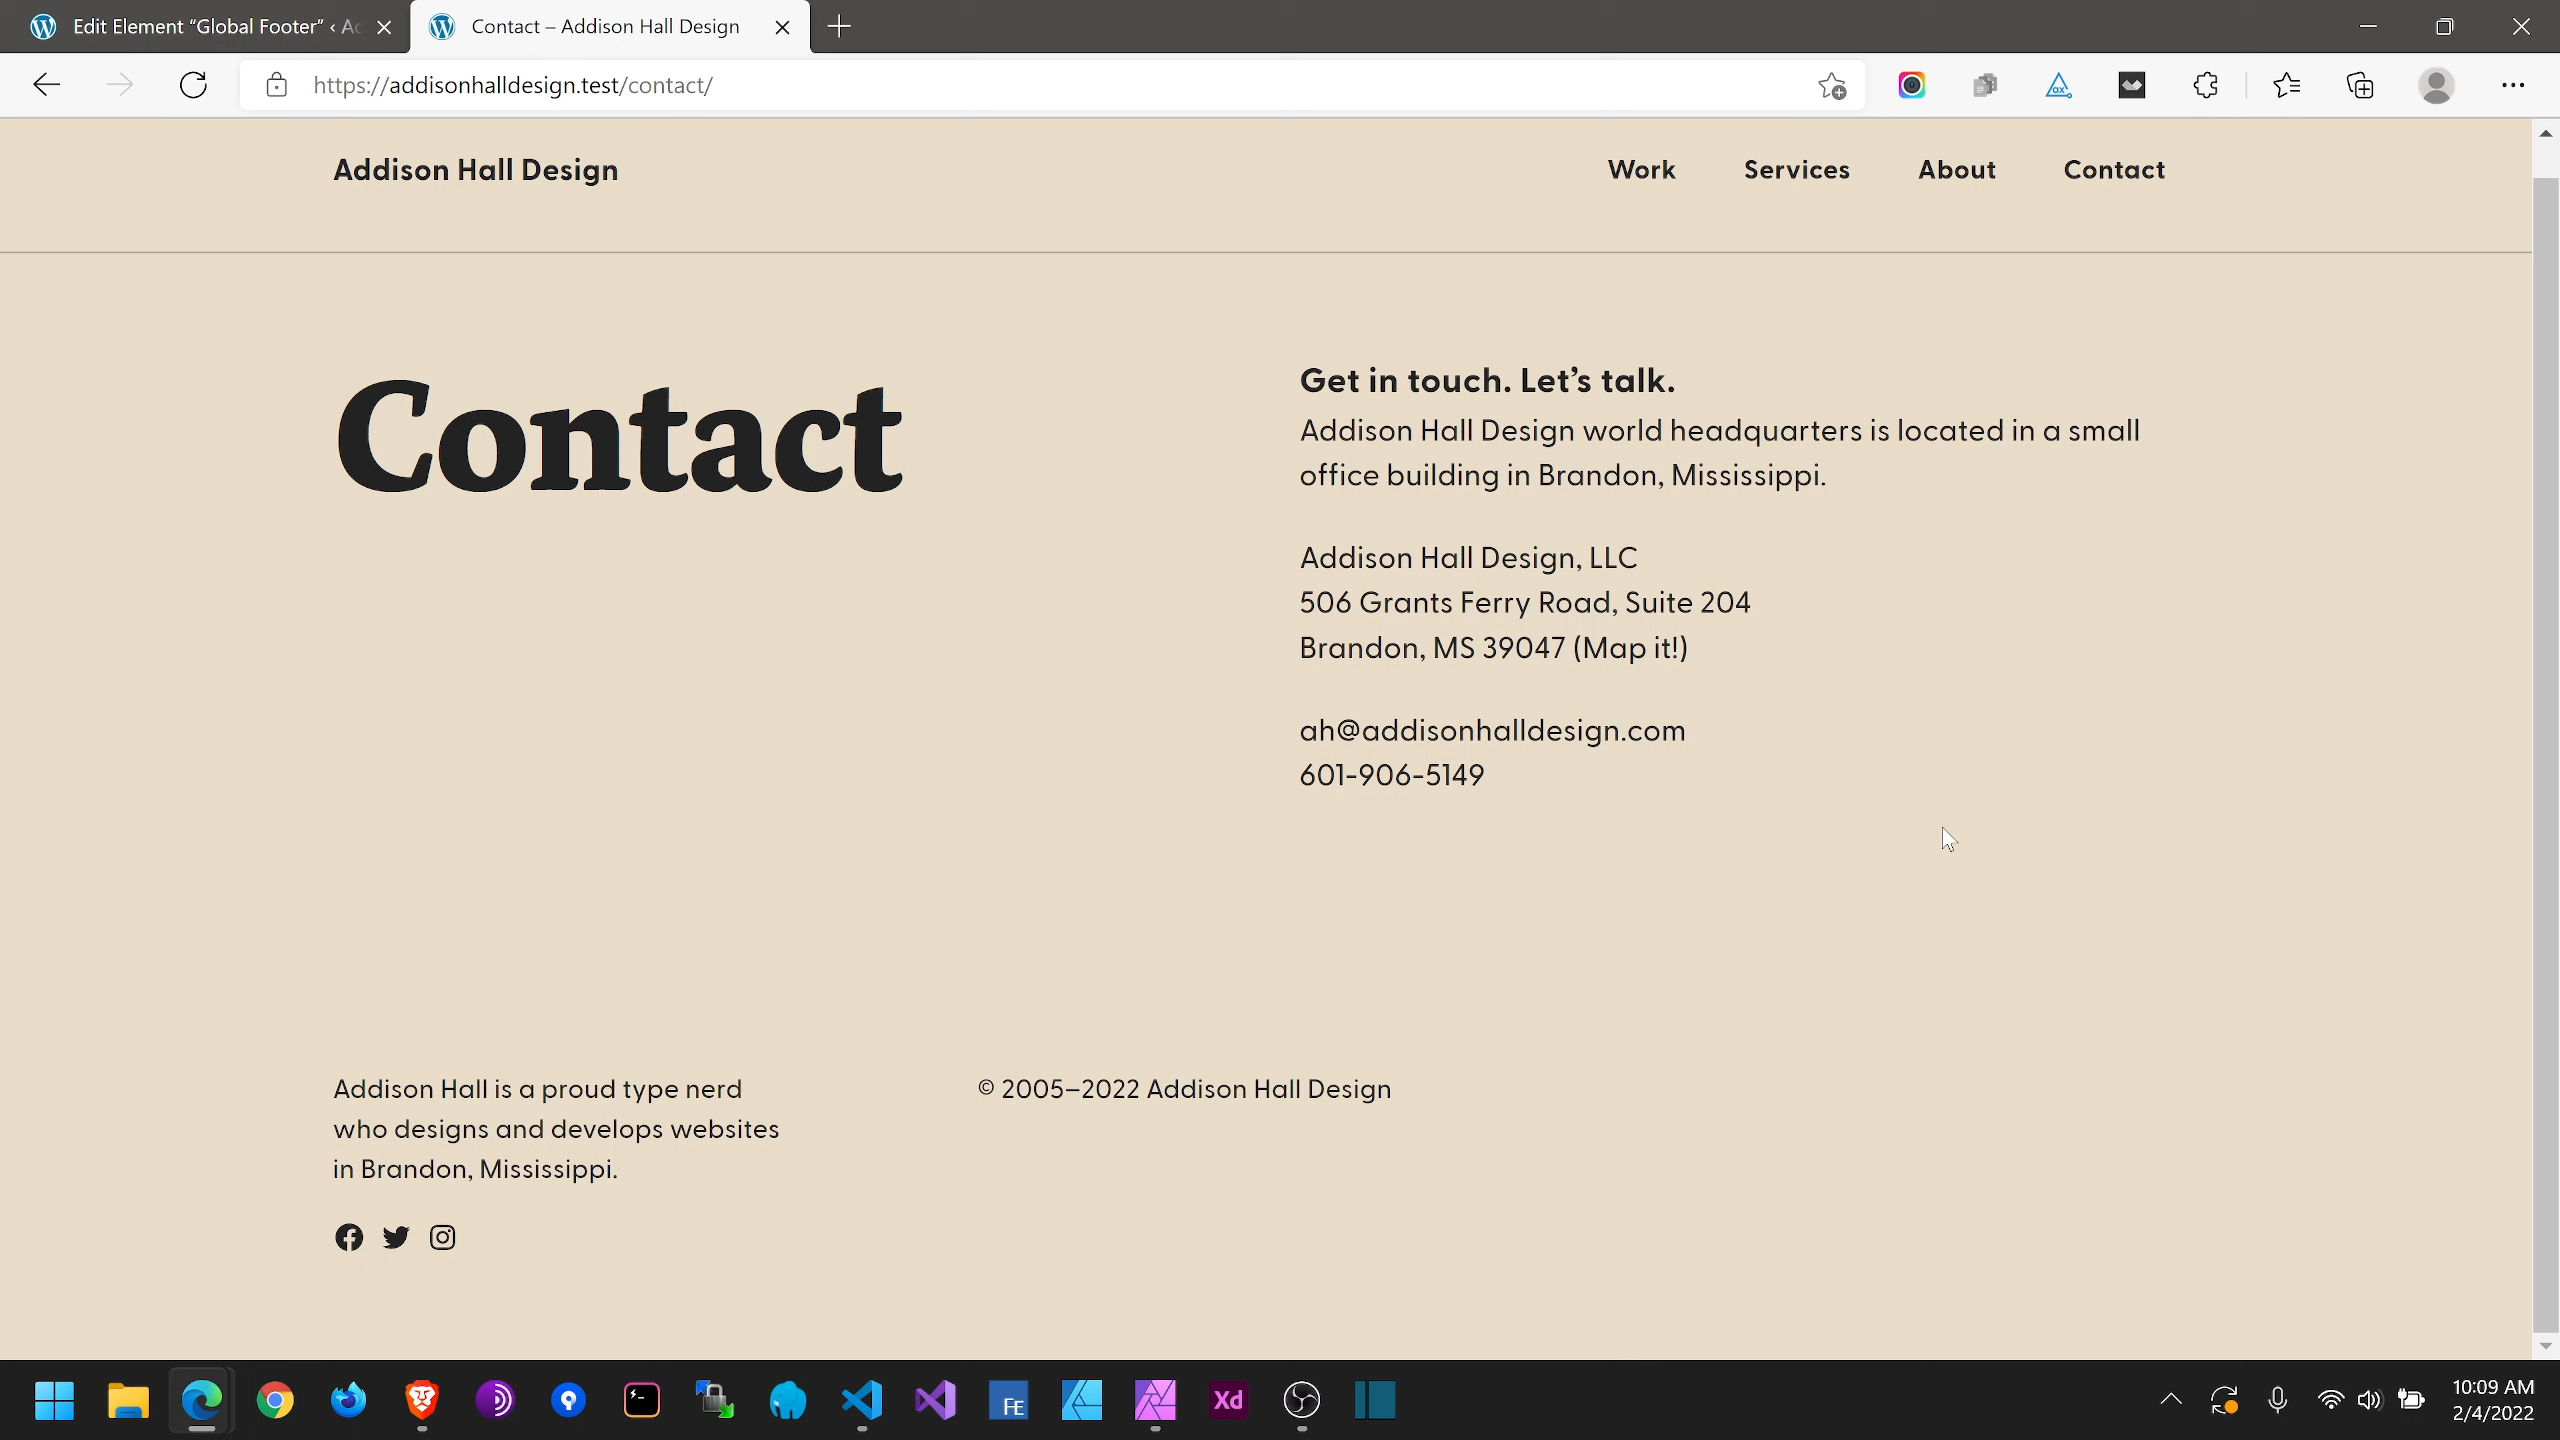 Edit Element “Global Footer” ‹ Ac
Contact – Addison Hall Design
https://addisonhalldesign.test/contact/
Addison Hall Design
Work
Services
About
Contact
Contact
Get in touch. Let’s talk.
Addison Hall Design world headquarters is located in a small
office building in Brandon, Mississippi.
Addison Hall Design, LLC
506 Grants Ferry Road, Suite 204
Brandon, MS 39047 (Map it!)
ah@addisonhalldesign.com
601-906-5149
Addison Hall is a proud type nerd
who designs and develops websites
in Brandon, Mississippi.
© 2005–2022 Addison Hall Design
FE
Xd
10:09 AM
2/4/2022